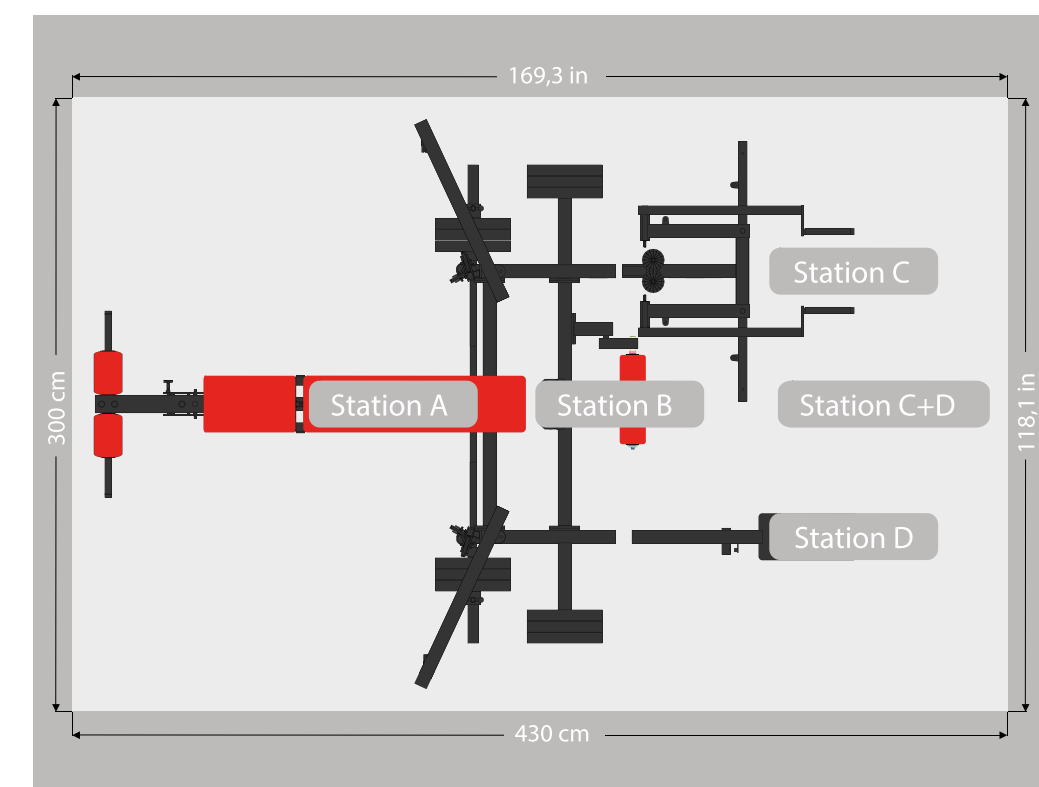 169,3 in
Station C
300 cm
Station A
Station B
Station C+D
118,1 in
Station D
430 cm